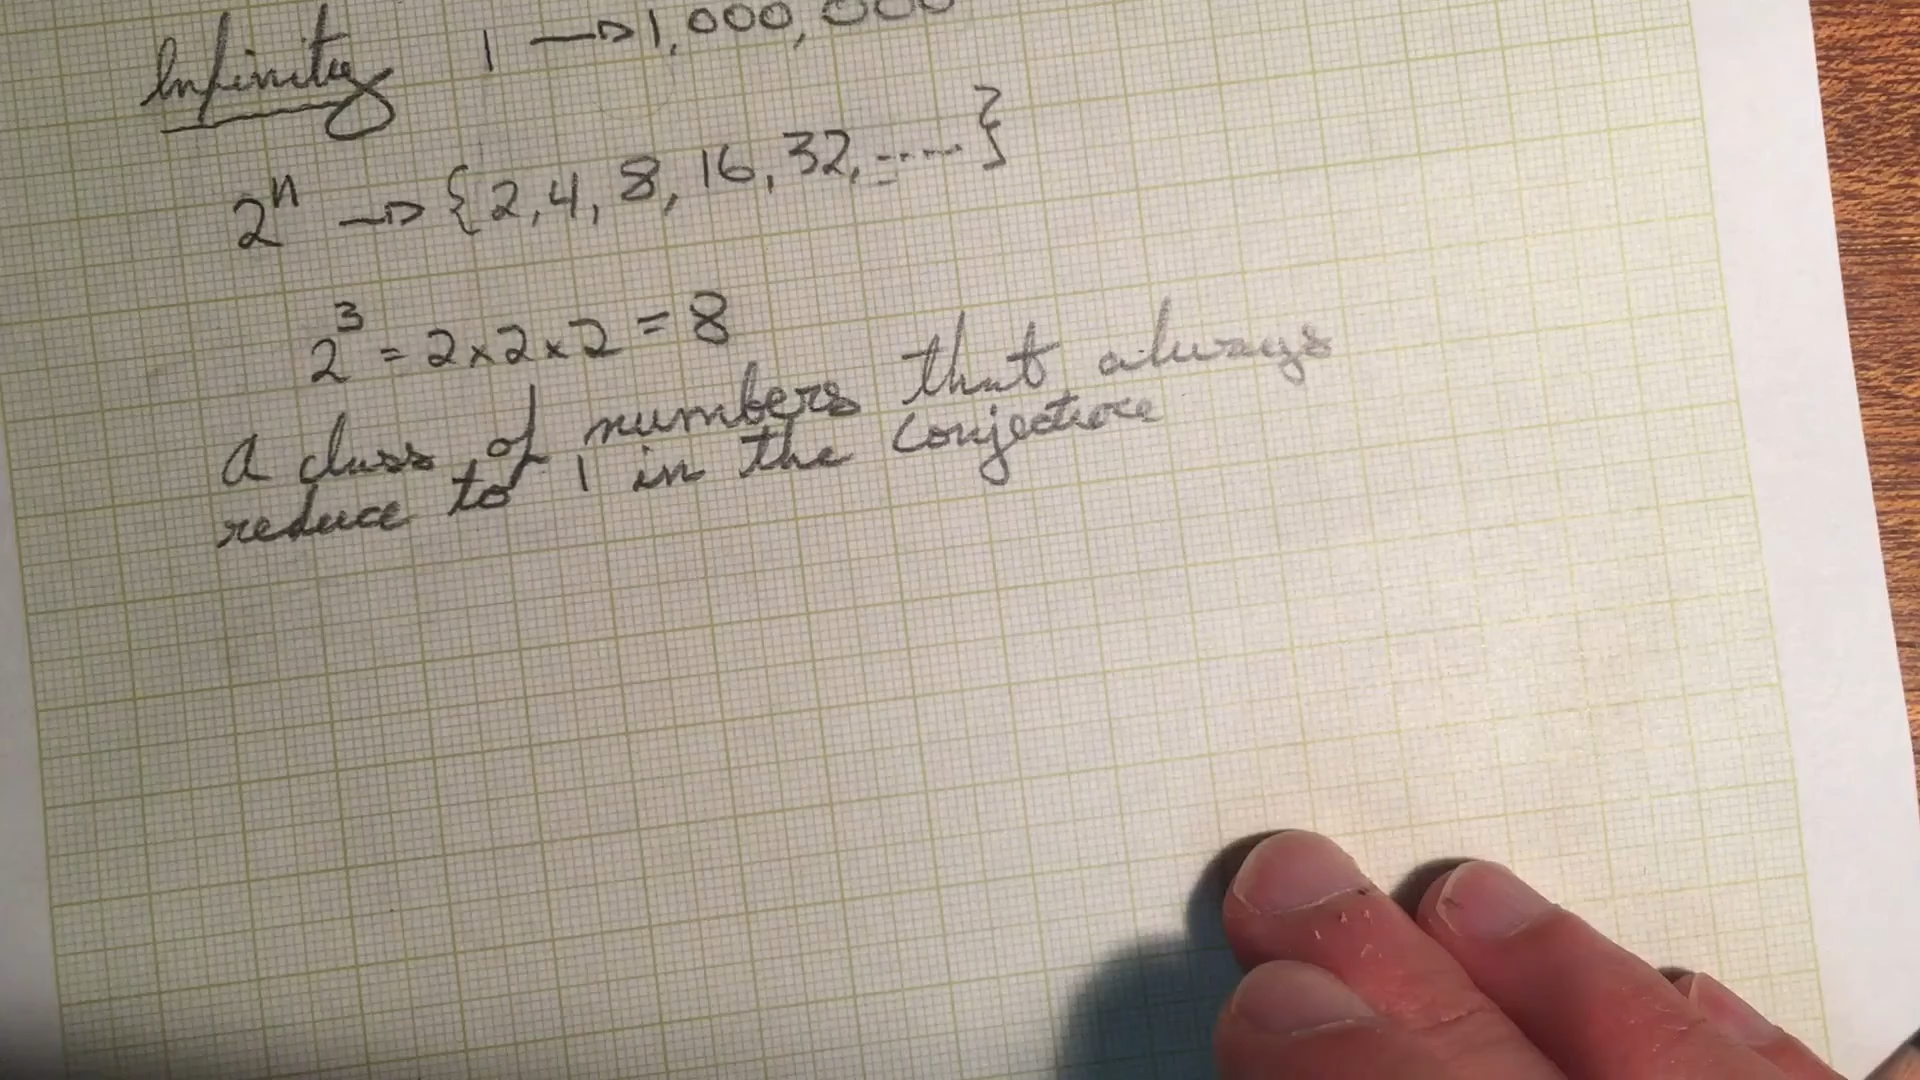 Infinity 1 → 1,000,000
2ⁿ → {2, 4, 8, 16, 32, ......}
2³ = 2 x 2 x 2 = 8
a class of numbers that always
reduce to 1 in the conjecture